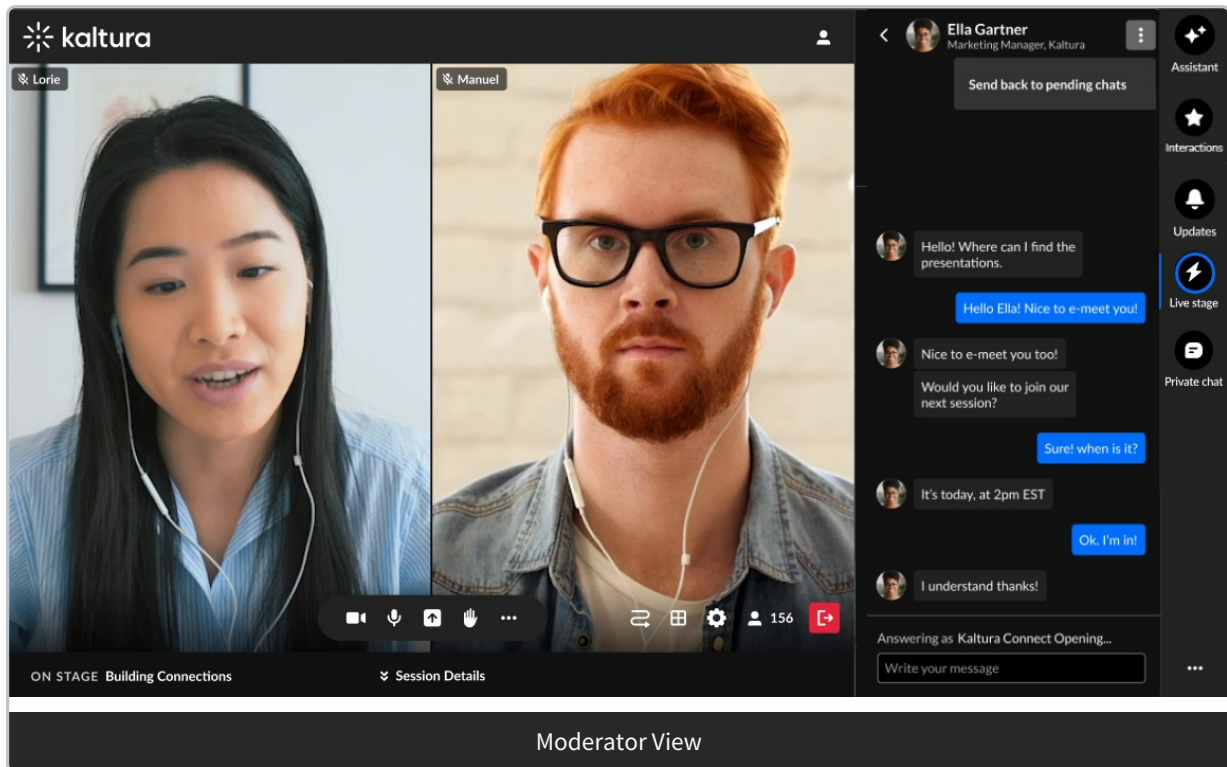 kaltura
Lorie
Manuel
156
ON STAGE Building Connections
Session Details
Ella Gartner
Marketing Manager, Kaltura
Send back to pending chats
Hello! Where can I find the
presentations.
Hello Ella! Nice to e-meet you!
Nice to e-meet you too!
Would you like to join our
next session?
Sure! when is it?
It's today, at 2pm EST
Ok. I'm in!
I understand thanks!
Answering as Kaltura Connect Opening...
Write your message
Assistant
Interactions
Updates
Live stage
Private chat
Moderator View